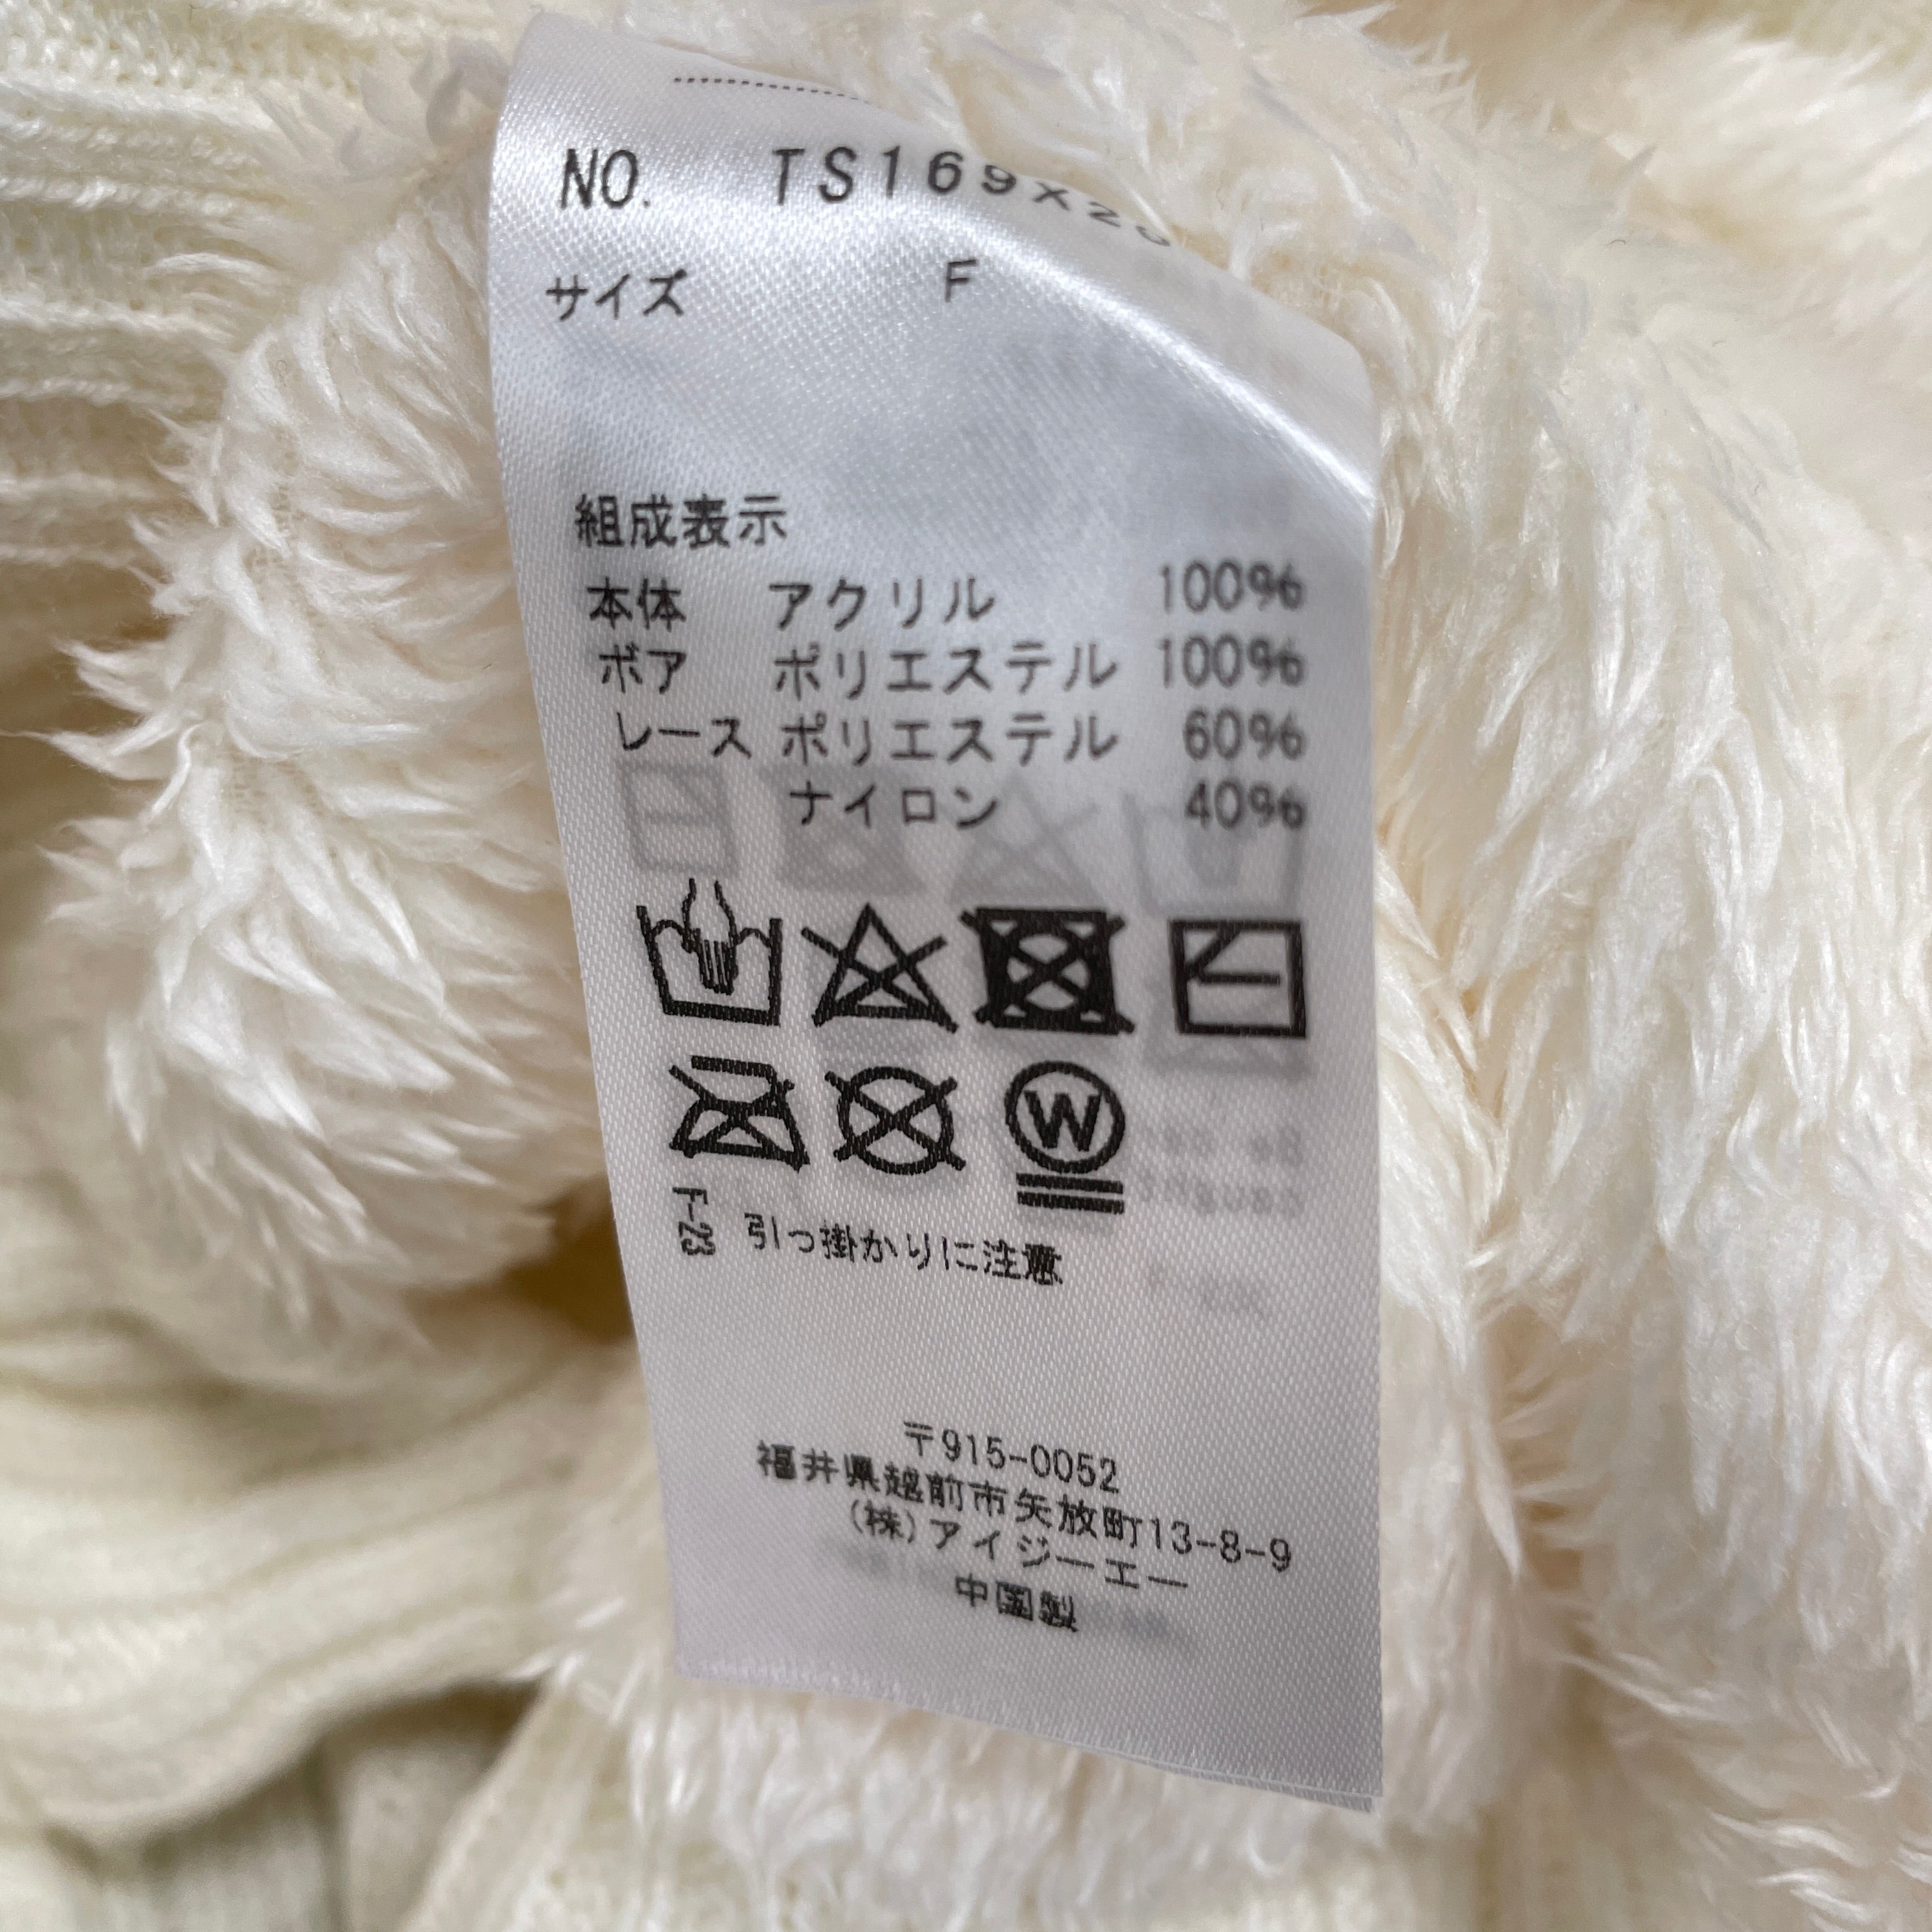 NO. TS169X
サイズ F
組成表示
本体 アクリル 100%
ボア ポリエステル 100%
レース ポリエステル 60%
ナイロン 40%
W
F-23 引っ掛かりに注意
〒915-0052
福井県越前市矢放町13-8-9
(株)アイジーエー
中国製